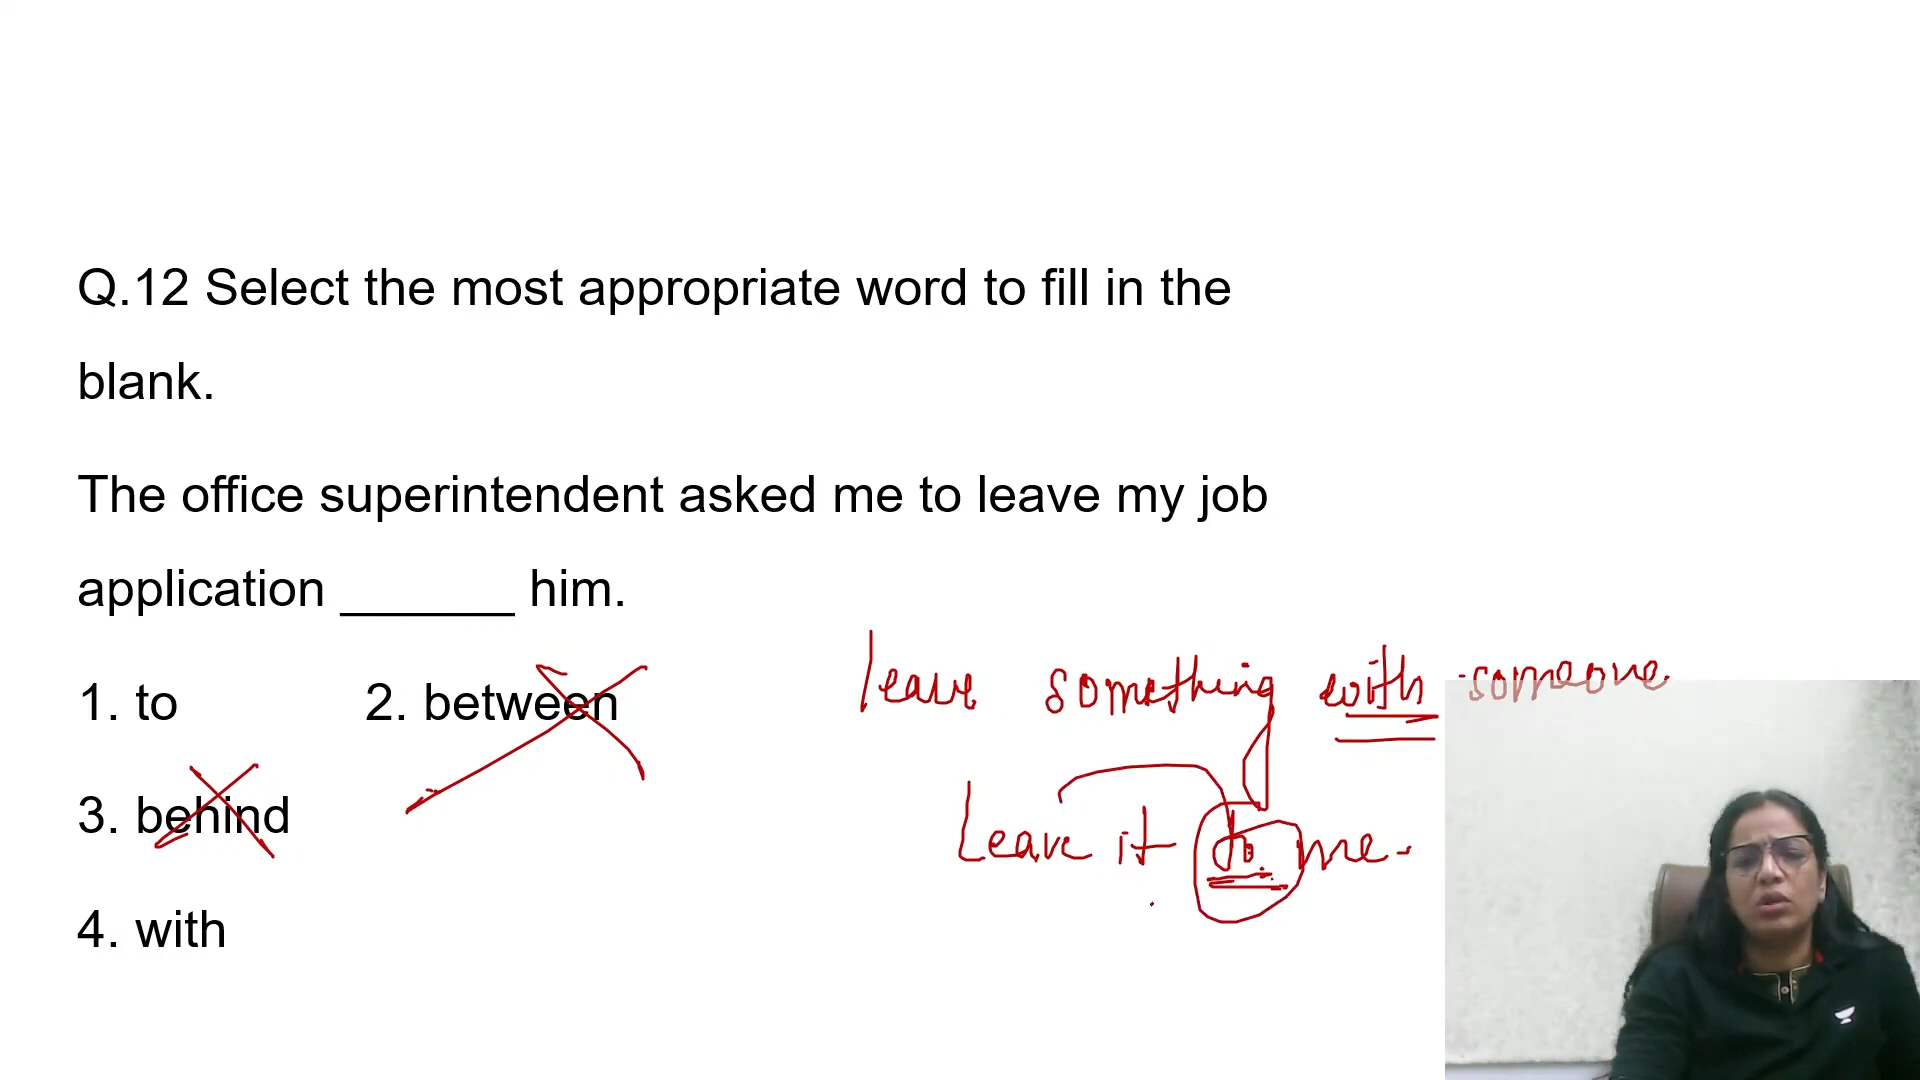 Q.12 Select the most appropriate word to fill in the
blank.
The office superintendent asked me to leave my job
application ______ him.
1. to 2. between
3. behind
4. with
leave something with someone.
Leave it to me.